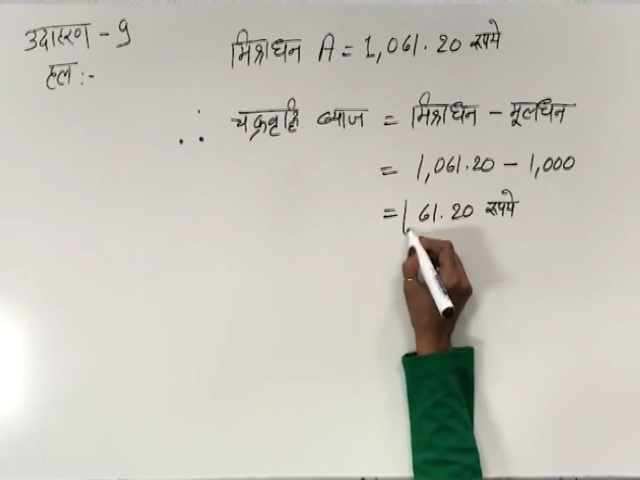 उदाहरण - 9
हल :-
मिश्रधन A = 1,061.20 रूपये
∴ चक्रवृद्धि ब्याज = मिश्रधन - मूलधन
= 1,061.20 - 1,000
= 61.20 रूपये